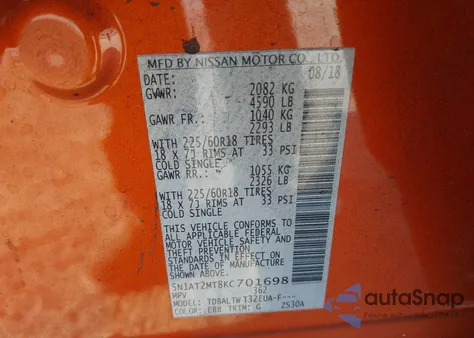 MFD BY NISSAN MOTOR CO., LTD.
DATE: 08/18
GVWR: 2082 KG
4590 LB
GAWR FR.: 1040 KG
2293 LB
WITH 225/60R18 TIRES
18 X 7J RIMS AT 33 PSI
COLD SINGLE
GAWR RR.: 1055 KG
2326 LB
WITH 225/60R18 TIRES
18 X 7J RIMS AT 33 PSI
COLD SINGLE
THIS VEHICLE CONFORMS TO
ALL APPLICABLE FEDERAL
MOTOR VEHICLE SAFETY AND
THEFT PREVENTION
STANDARDS IN EFFECT ON
THE DATE OF MANUFACTURE
SHOWN ABOVE.
5N1AT2MT8KC701698
MPV 362
TDBALTW T32EUA-E---
COLOR: EBB TRIM: G 2S30A
autoSnap